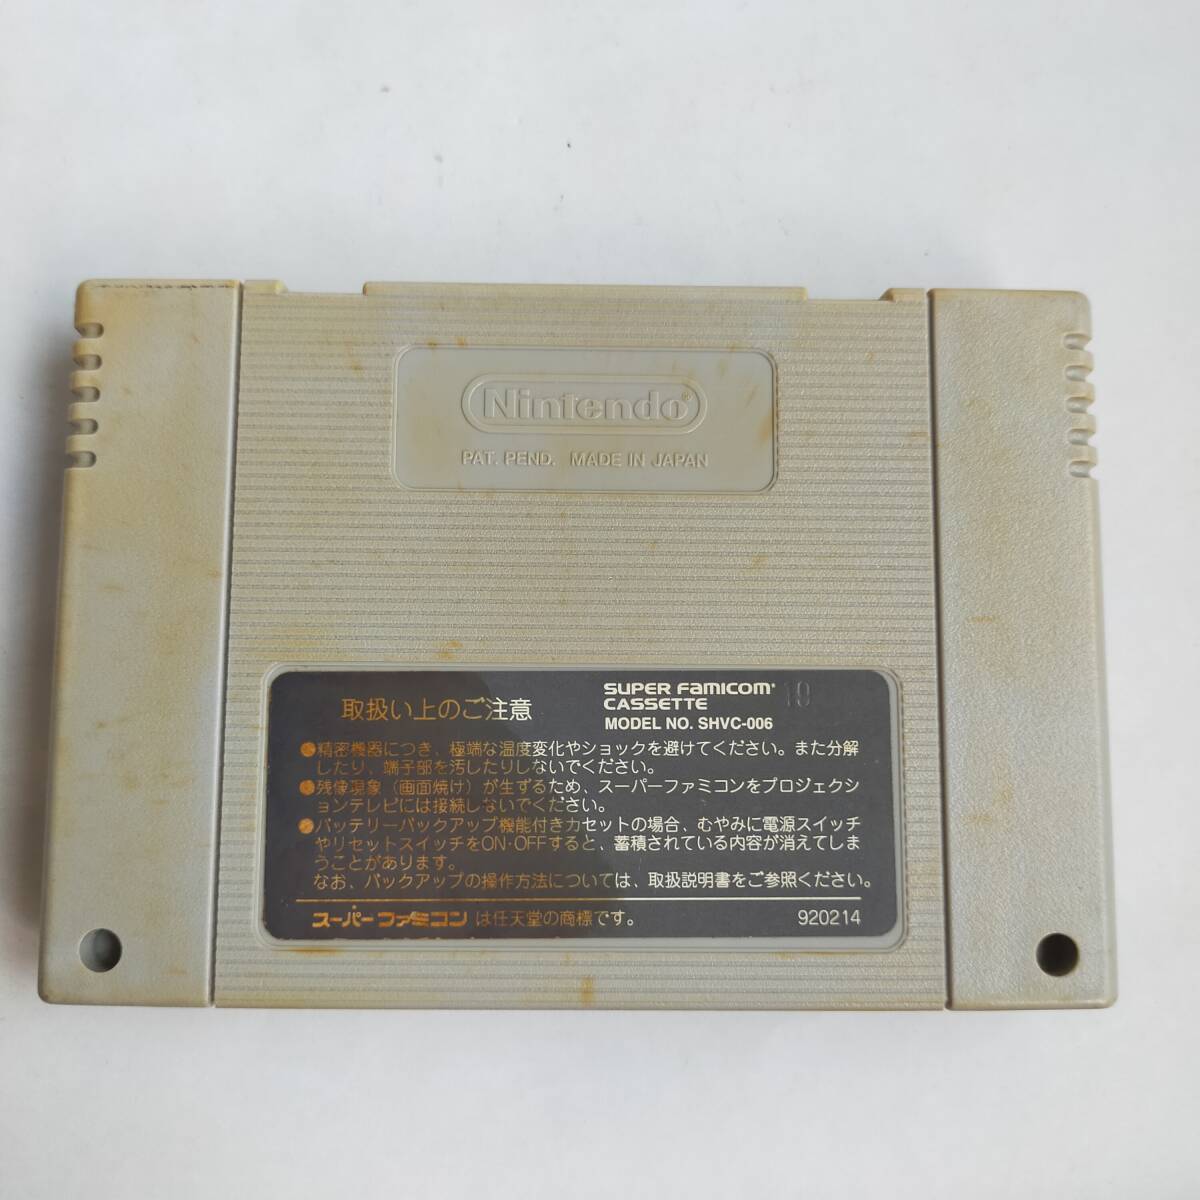 Nintendo®
PAT. PEND. MADE IN JAPAN
取扱い上のご注意
SUPER FAMICOM®
CASSETTE
MODEL NO. SHVC-006
●精密機器につき、極端な温度変化やショックを避けてください。また分解
したり、端子部を汚したりしないでください。
●残像現象（画面焼け）が生ずるため、スーパーファミコンをプロジェクシ
ョンテレビには接続しないでください。
●バッテリーバックアップ機能付きカセットの場合、むやみに電源スイッチ
やリセットスイッチをON・OFFすると、蓄積されている内容が消えてしま
うことがあります。
なお、バックアップの操作方法については、取扱説明書をご参照ください。
スーパーファミコン は任天堂の商標です。
920214